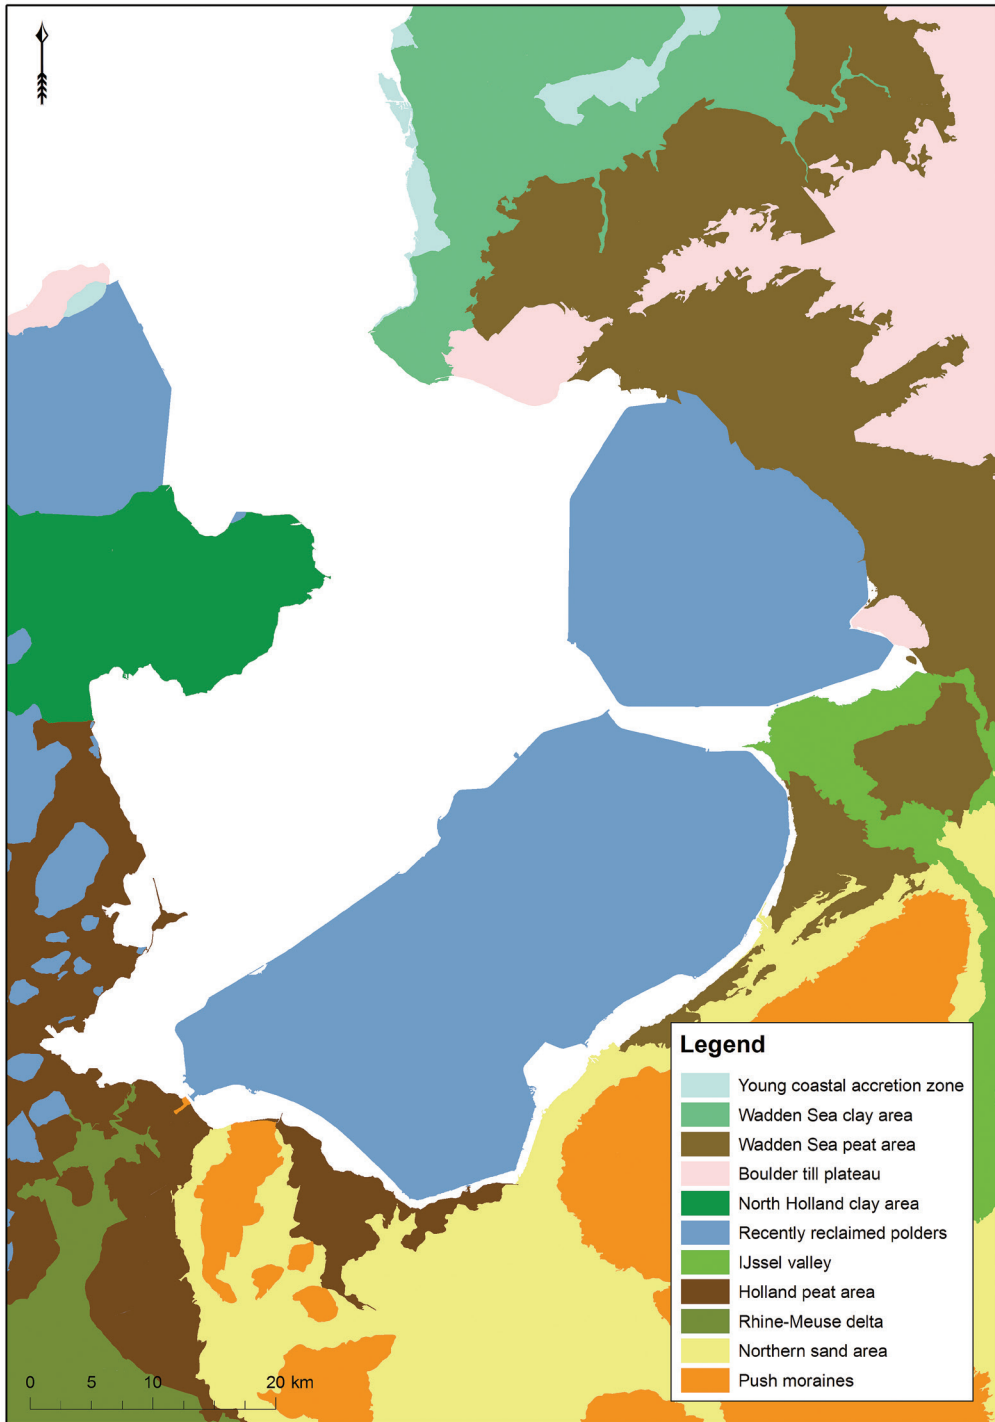 Legend
Young coastal accretion zone
Wadden Sea clay area
Wadden Sea peat area
Boulder till plateau
North Holland clay area
Recently reclaimed polders
IJssel valley
Holland peat area
Rhine-Meuse delta
Northern sand area
Push moraines
0 5 10 20 km